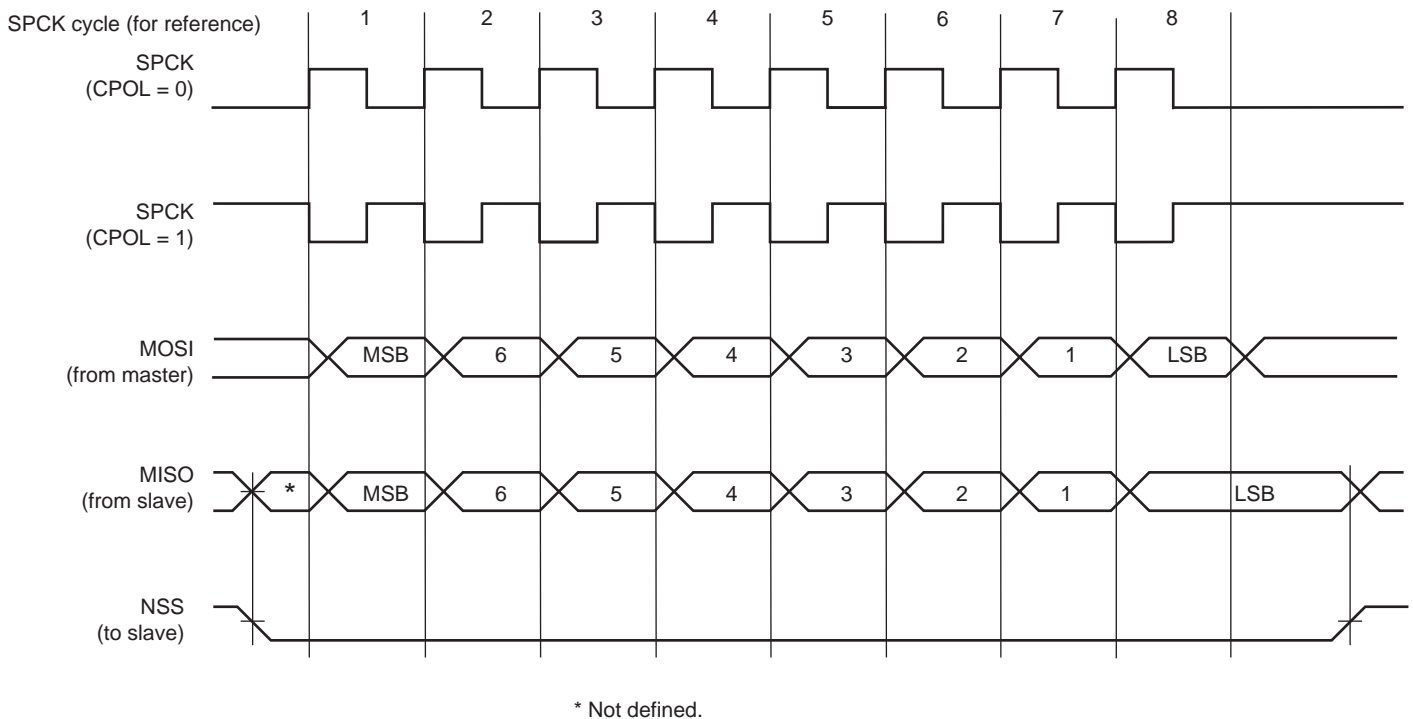 SPCK cycle (for reference) 1 2 3 4 5 6 7 8
SPCK
(CPOL = 0)
SPCK
(CPOL = 1)
MOSI
(from master)
MSB 6 5 4 3 2 1 LSB
MISO
(from slave)
* MSB 6 5 4 3 2 1 LSB
NSS
(to slave)
* Not defined.